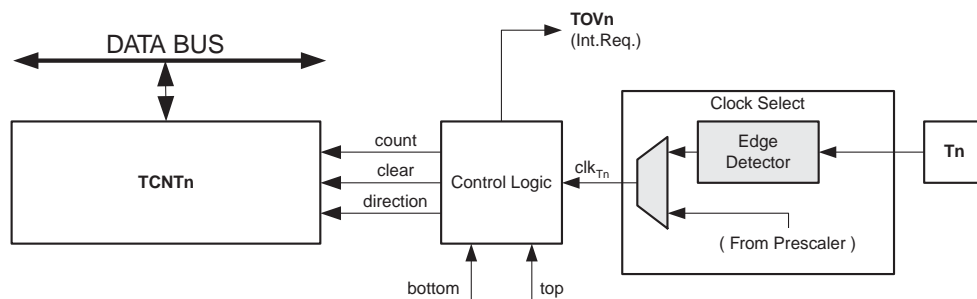 TOVn
(Int.Req.)
DATA BUS
Clock Select
count
Edge
Detector
Tn
TCNTn
clear
Control Logic
clkTn
direction
( From Prescaler )
bottom
top